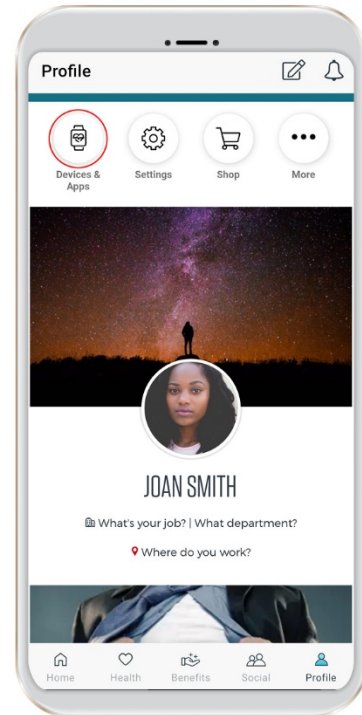 Profile
Devices & Settings Shop More
Apps
JOAN SMITH
What's your job? | What department?
Where do you work?
Home Health Benefits Social Profile